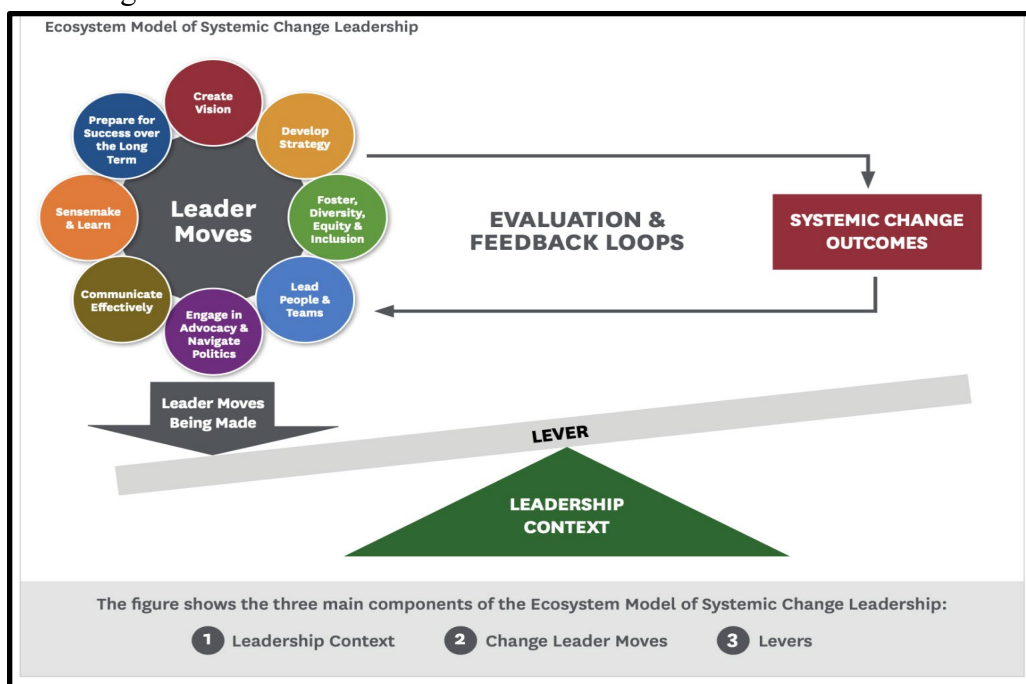 Ecosystem Model of Systemic Change Leadership
Create
Vision
Prepare for
Success over
the Long
Term
Develop
Strategy
Sensemake
& Learn
Leader
Moves
Foster,
Diversity,
Equity &
Inclusion
Communicate
Effectively
Lead
People &
Teams
Engage in
Advocacy &
Navigate
Politics
EVALUATION &
FEEDBACK LOOPS
SYSTEMIC CHANGE
OUTCOMES
Leader Moves
Being Made
LEVER
LEADERSHIP
CONTEXT
The figure shows the three main components of the Ecosystem Model of Systemic Change Leadership:
1 Leadership Context 2 Change Leader Moves 3 Levers